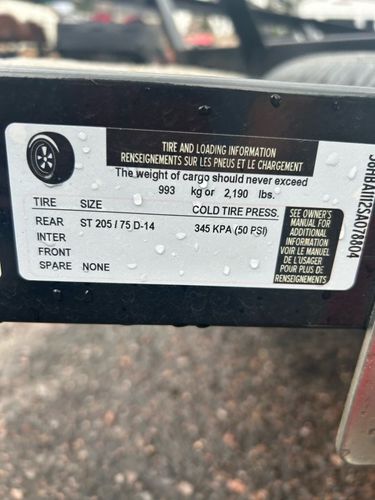 TIRE AND LOADING INFORMATION
RENSEIGNEMENTS SUR LES PNEUS ET LE CHARGEMENT
The weight of cargo should never exceed
993 kg or 2,190 lbs.
TIRE SIZE COLD TIRE PRESS.
REAR ST 205 / 75 D-14 345 KPA (50 PSI)
INTER
FRONT
SPARE NONE
SEE OWNER'S
MANUAL FOR
ADDITIONAL
INFORMATION
VOIR LE MANUEL
DE L'USAGER
POUR PLUS DE
RENSEIGNEMENTS